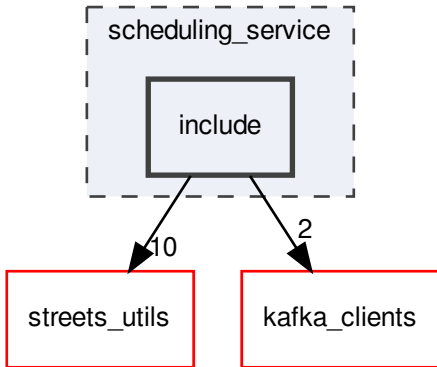 scheduling_service
include
10
2
streets_utils
kafka_clients